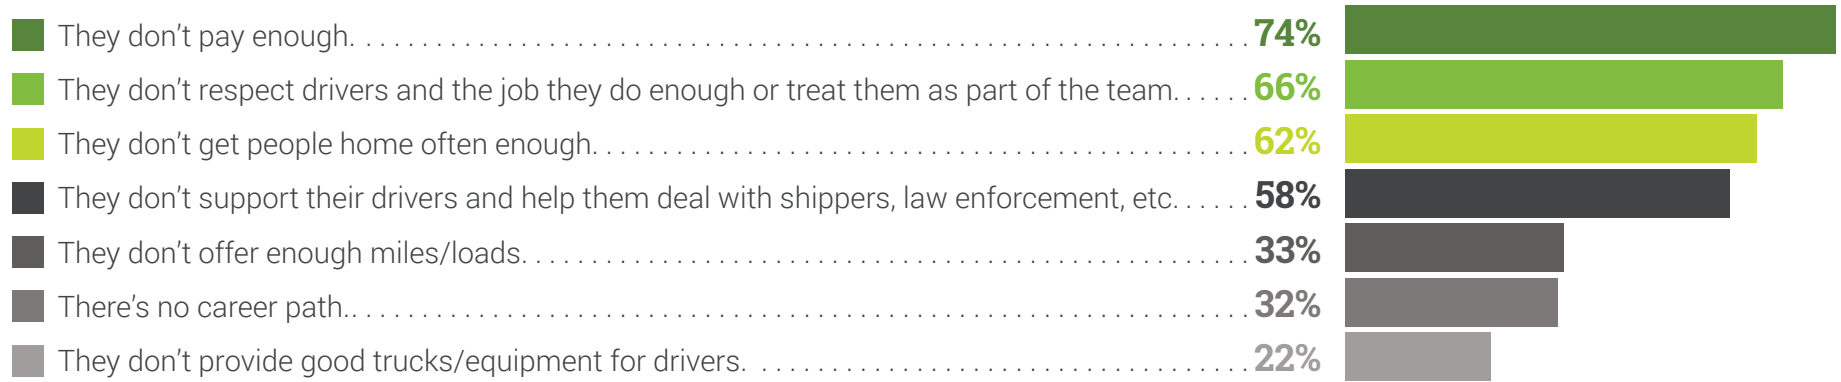 They don't pay enough. . . . . . . . . . . . . . . . . . . . . . . . . . . . . . . . . . . . . . . . . . . . . . . . . . . . . . . . . . . . . . . . 74%
They don't respect drivers and the job they do enough or treat them as part of the team. . . . . . 66%
They don't get people home often enough. . . . . . . . . . . . . . . . . . . . . . . . . . . . . . . . . . . . . . . . . . . . . . . 62%
They don't support their drivers and help them deal with shippers, law enforcement, etc. . . . . . 58%
They don't offer enough miles/loads. . . . . . . . . . . . . . . . . . . . . . . . . . . . . . . . . . . . . . . . . . . . . . . . . . . . 33%
There's no career path.. . . . . . . . . . . . . . . . . . . . . . . . . . . . . . . . . . . . . . . . . . . . . . . . . . . . . . . . . . . . . . . . 32%
They don't provide good trucks/equipment for drivers. . . . . . . . . . . . . . . . . . . . . . . . . . . . . . . . . . . . 22%